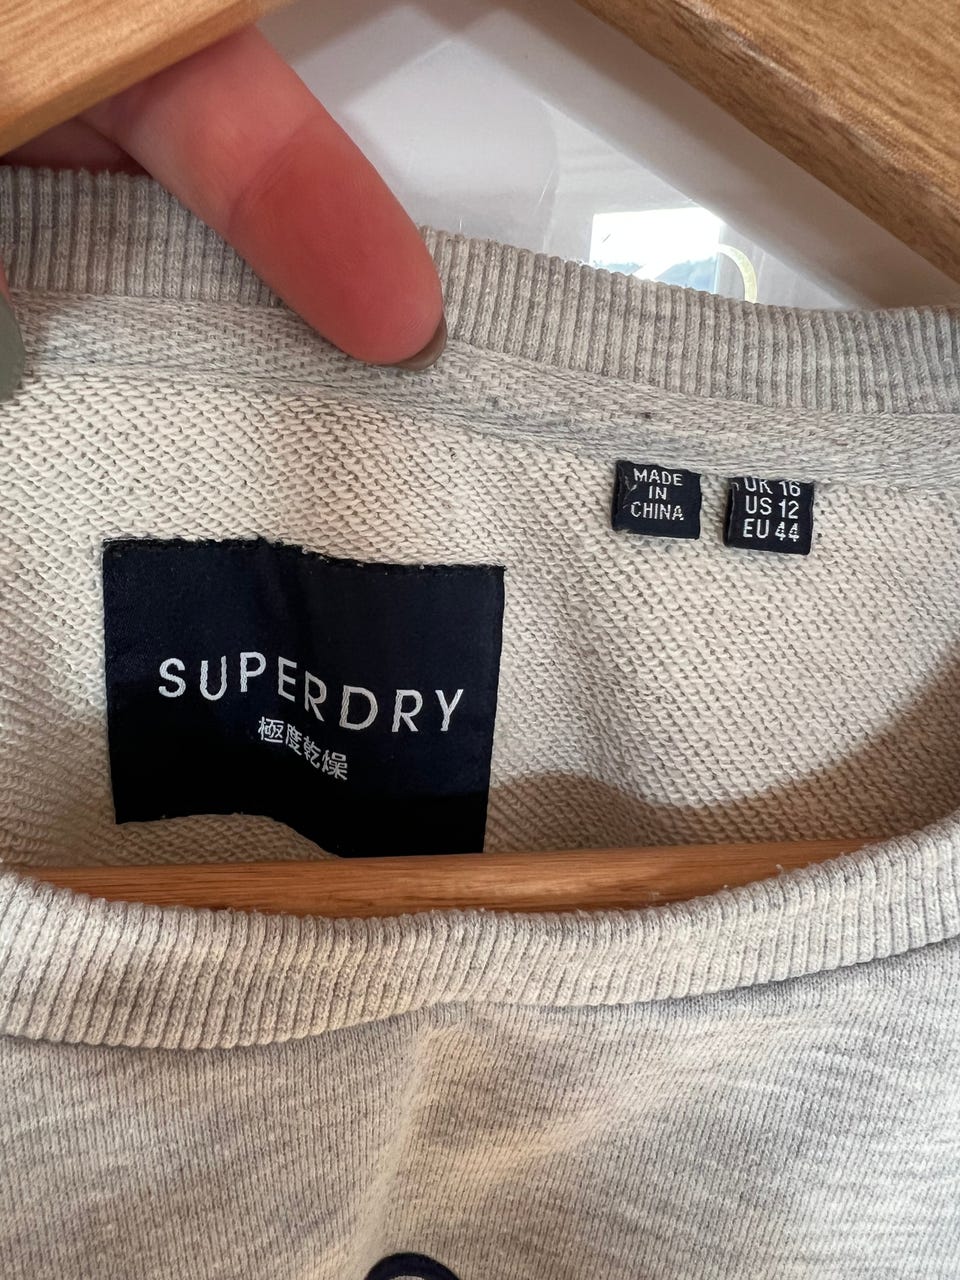 MADE
IN
CHINA
UK 16
US 12
EU 44
SUPERDRY
極度乾燥